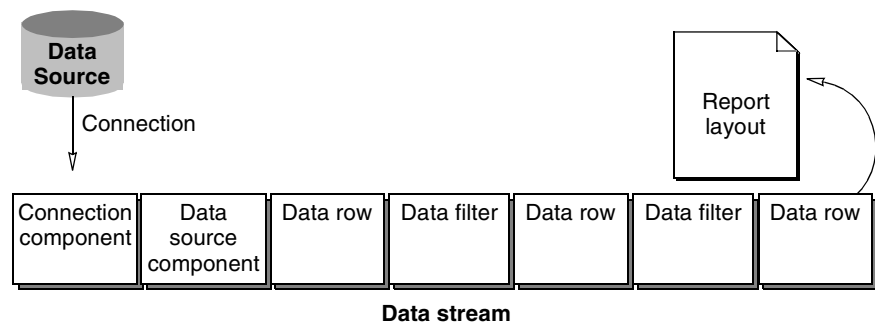 Data
Source
Connection
Report
layout
Connection
component
Data
source
component
Data row
Data filter
Data row
Data filter
Data row
Data stream